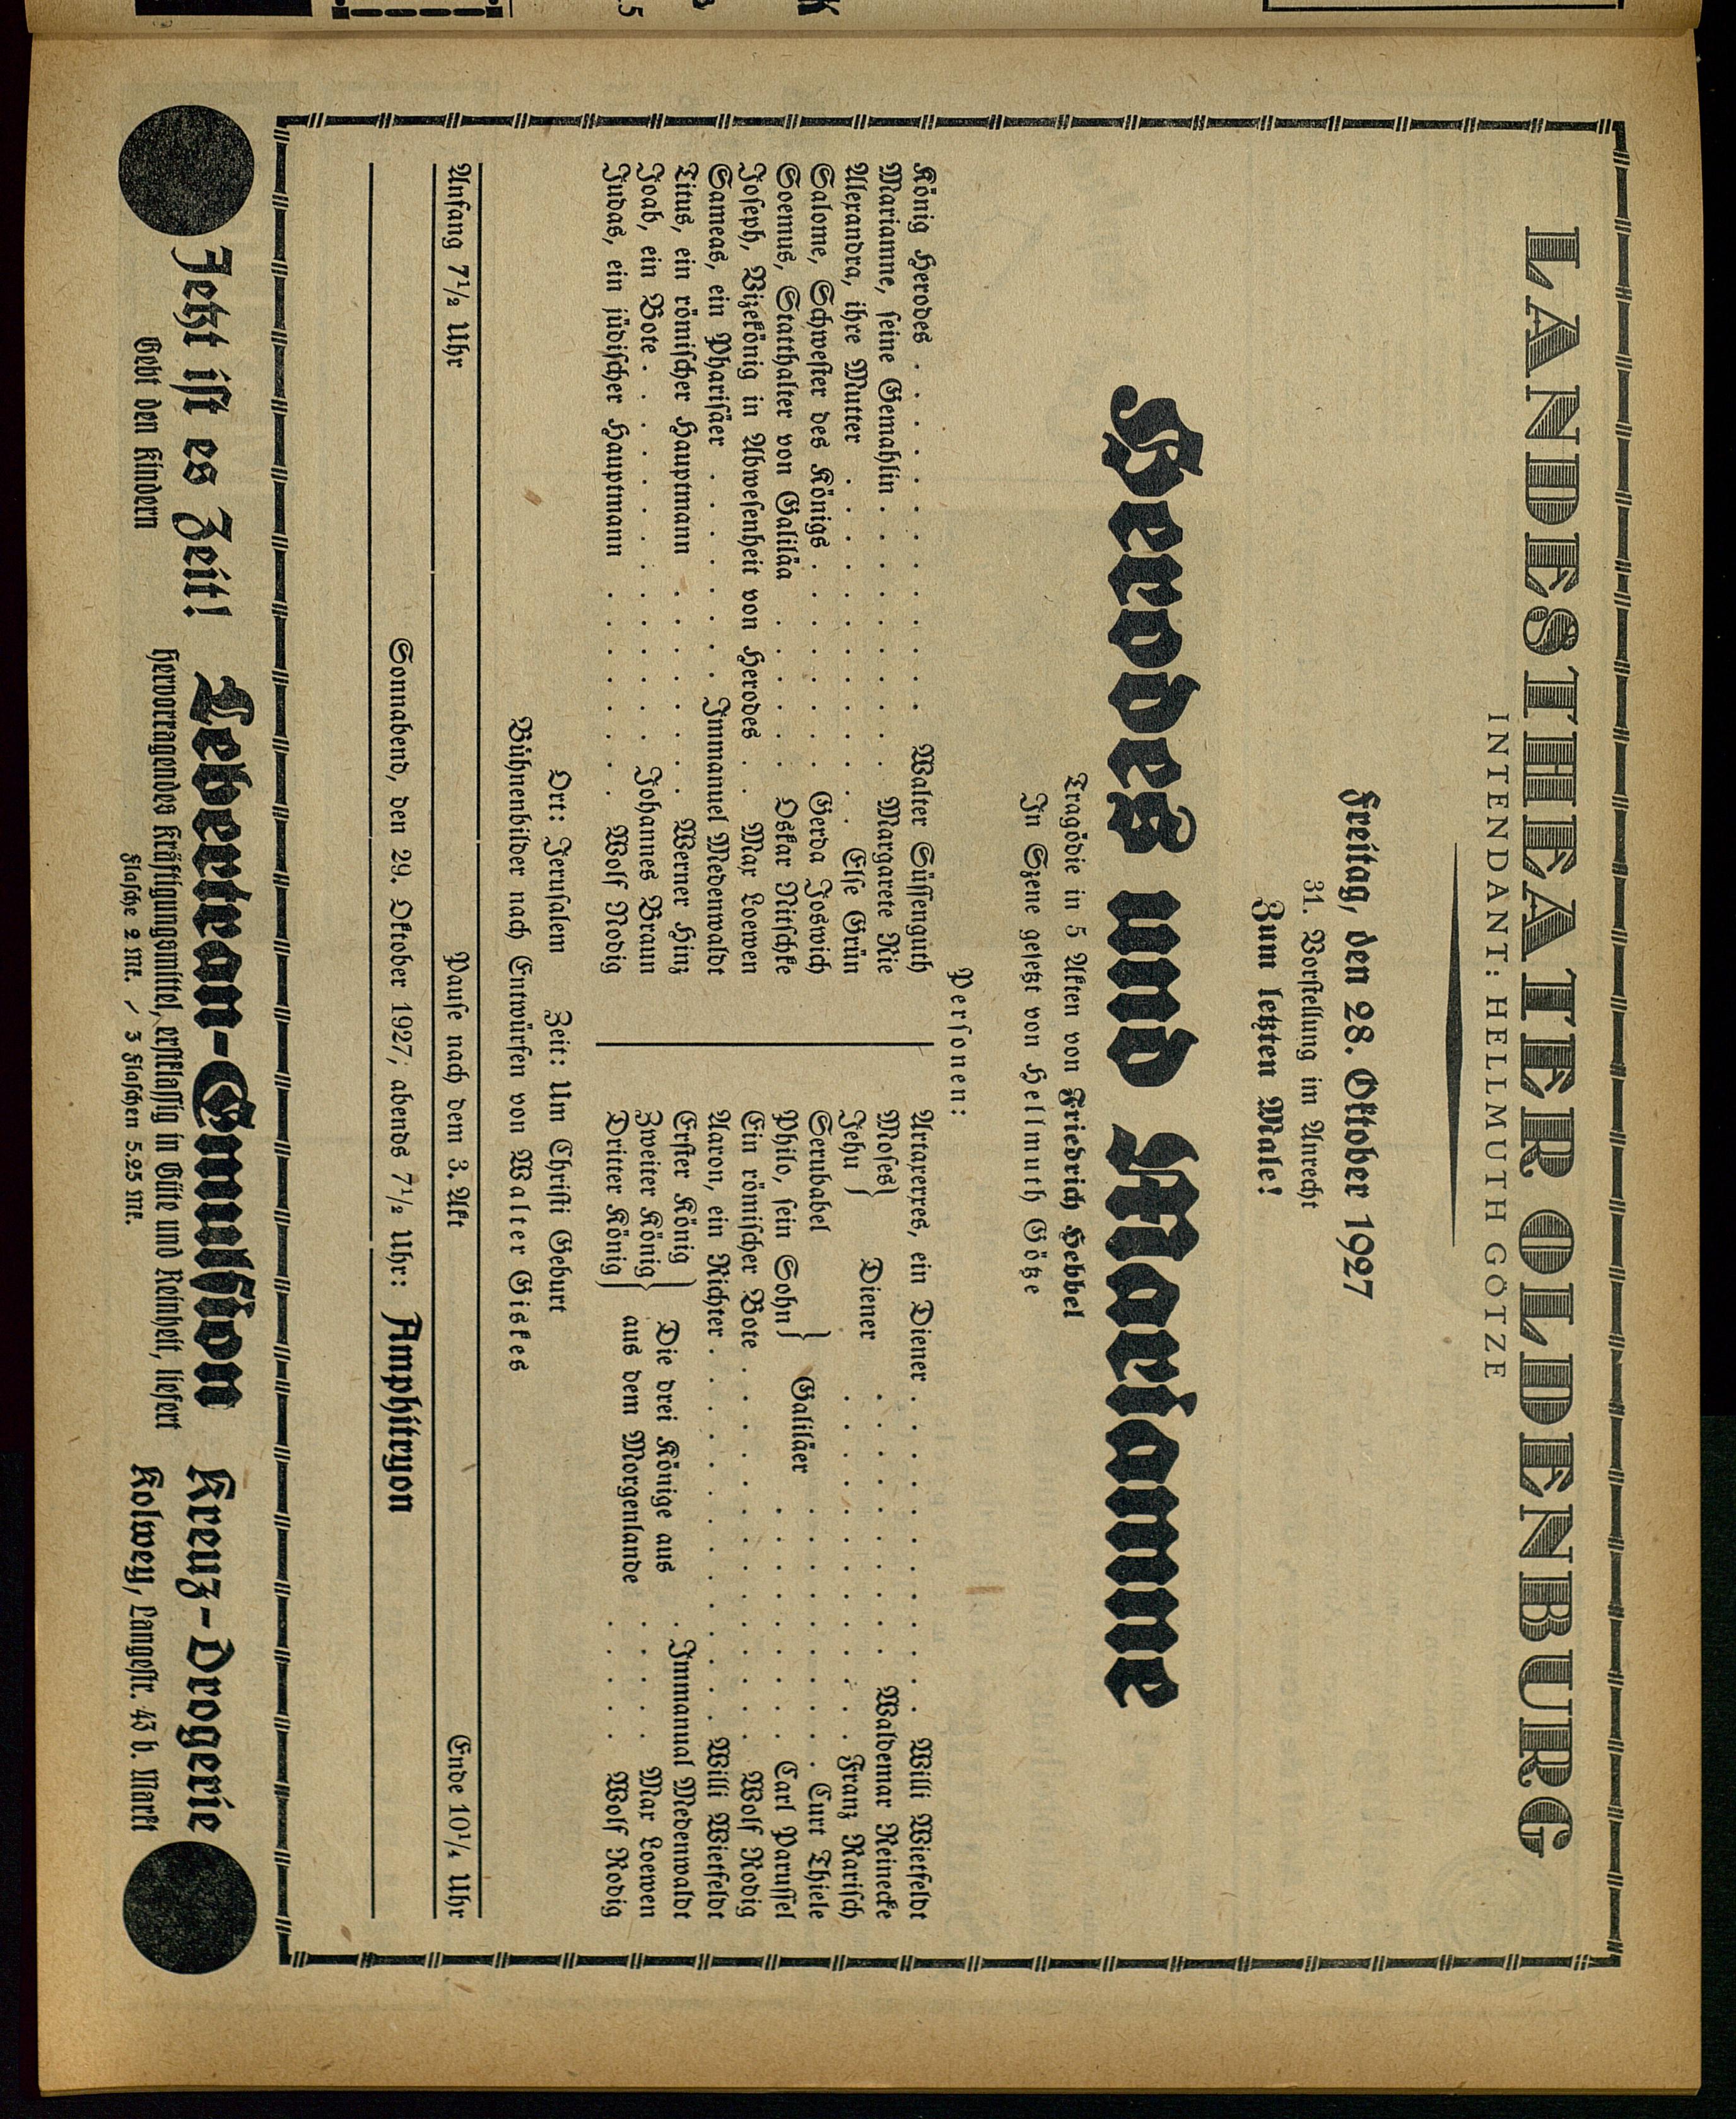 LANDESTHEATER OLDENBURG
INTENDANT: HELLMUTH GÖTZE
Freitag, den 28. Oktober 1927
31. Vorstellung im Anrecht
Zum letzten Male!
Herodes und Mariamne
Tragödie in 5 Akten von Friedrich Hebbel
In Szene gesetzt von Hellmuth Götze
Personen:
König Herodes . . . . . . . . . . . . Walter Süssenguth
Mariamne, seine Gemahlin . . . . . . . Margarete Rie
Alexandra, ihre Mutter . . . . . . . . . Else Grün
Salome, Schwester des Königs . . . . . . Gerda Joswich
Soemus, Statthalter von Galiläa . . . . . Oskar Nitschke
Joseph, Vizekönig in Abwesenheit von Herodes . . Max Loewen
Sameas, ein Pharisäer . . . . . . . Immanuel Medenwaldt
Titus, ein römischer Hauptmann . . . . . . Werner Hinz
Joab, ein Bote . . . . . . . . . . . Johannes Braun
Judas, ein jüdischer Hauptmann . . . . . . Wolf Rodig
Artaxerxes, ein Diener . . . . . . . . . . Willi Wietfeldt
Moses} Diener . . . . . . . . Waldemar Reinecke
Jehu } . . . . . . . . . Franz Rarisch
Serubabel } Galiläer . . . . . . . . Curt Thiele
Philo, sein Sohn} . . . . . . . Carl Parussel
Ein römischer Bote . . . . . . . . . . . Wolf Rodig
Aaron, ein Richter . . . . . . . . . . . Willi Wietfeldt
Erster König } Die drei Könige aus . Immanual Medenwaldt
Zweiter König} aus dem Morgenlande . . . . Max Loewen
Dritter König } . . . . Wolf Rodig
Ort: Jerusalem Zeit: Um Christi Geburt
Bühnenbilder nach Entwürfen von Walter Giskes
Anfang 7¹/₂ Uhr Pause nach dem 3. Akt Ende 10¹/₄ Uhr
Sonnabend, den 29. Oktober 1927, abends 7¹/₂ Uhr: Amphitryon
Jetzt ist es Zeit!
Gebt den Kindern
Lebertran-Emulsion
Hervorragendes Kräftigungsmittel, erstklassig in Güte und Reinheit, liefert
Flasche 2 Mk. / 3 Flaschen 5.25 Mk.
Kreuz-Drogerie
Kolwey, Langestr. 43 b. Markt